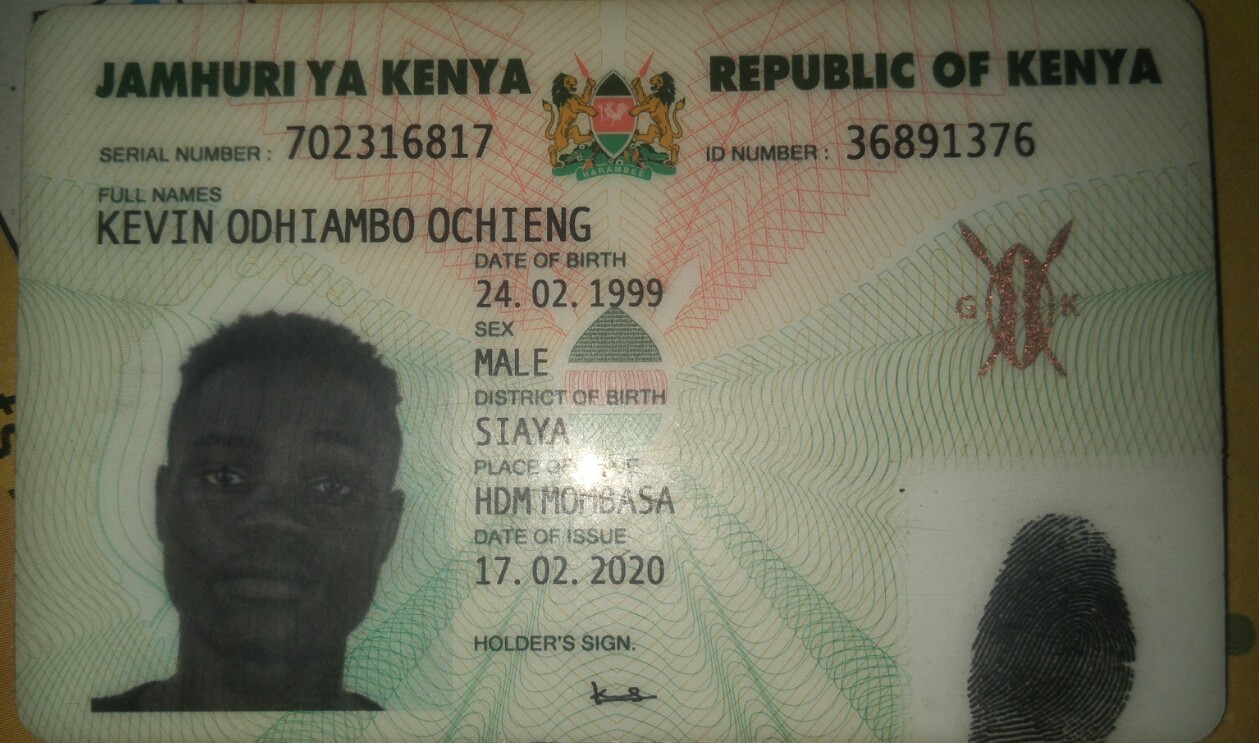 JAMHURI YA KENYA
REPUBLIC OF KENYA
SERIAL NUMBER : 702316817
ID NUMBER : 36891376
HARAMBEE
FULL NAMES
KEVIN ODHIAMBO OCHIENG
DATE OF BIRTH
24. 02. 1999
SEX
MALE
G K
DISTRICT OF BIRTH
SIAYA
PLACE OF
HDM MOMBASA
DATE OF ISSUE
17. 02. 2020
HOLDER'S SIGN.